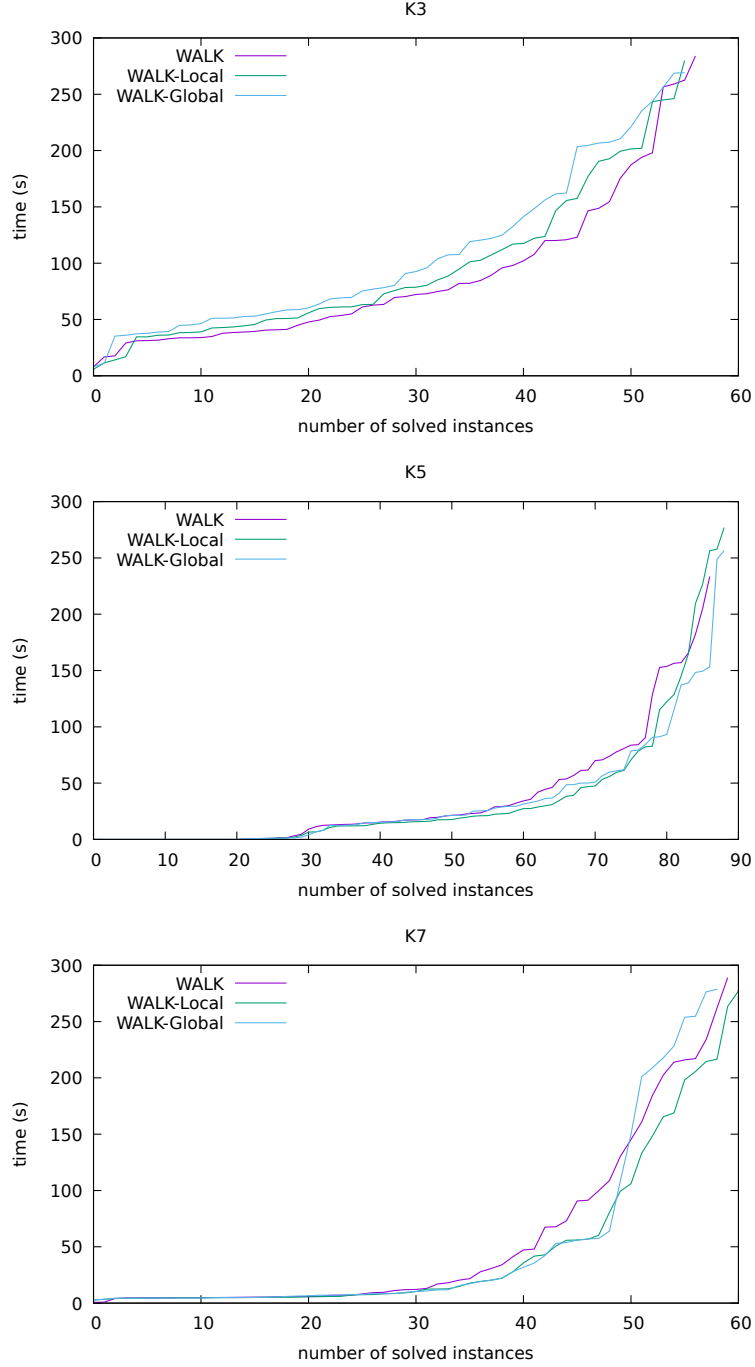 K3
300
250
200
150
100
50
0
time (s)
WALK
WALK-Local
WALK-Global
0 10 20 30 40 50 60
number of solved instances
K5
300
250
200
150
100
50
0
time (s)
WALK
WALK-Local
WALK-Global
0 10 20 30 40 50 60 70 80 90
number of solved instances
K7
300
250
200
150
100
50
0
time (s)
WALK
WALK-Local
WALK-Global
0 10 20 30 40 50 60
number of solved instances